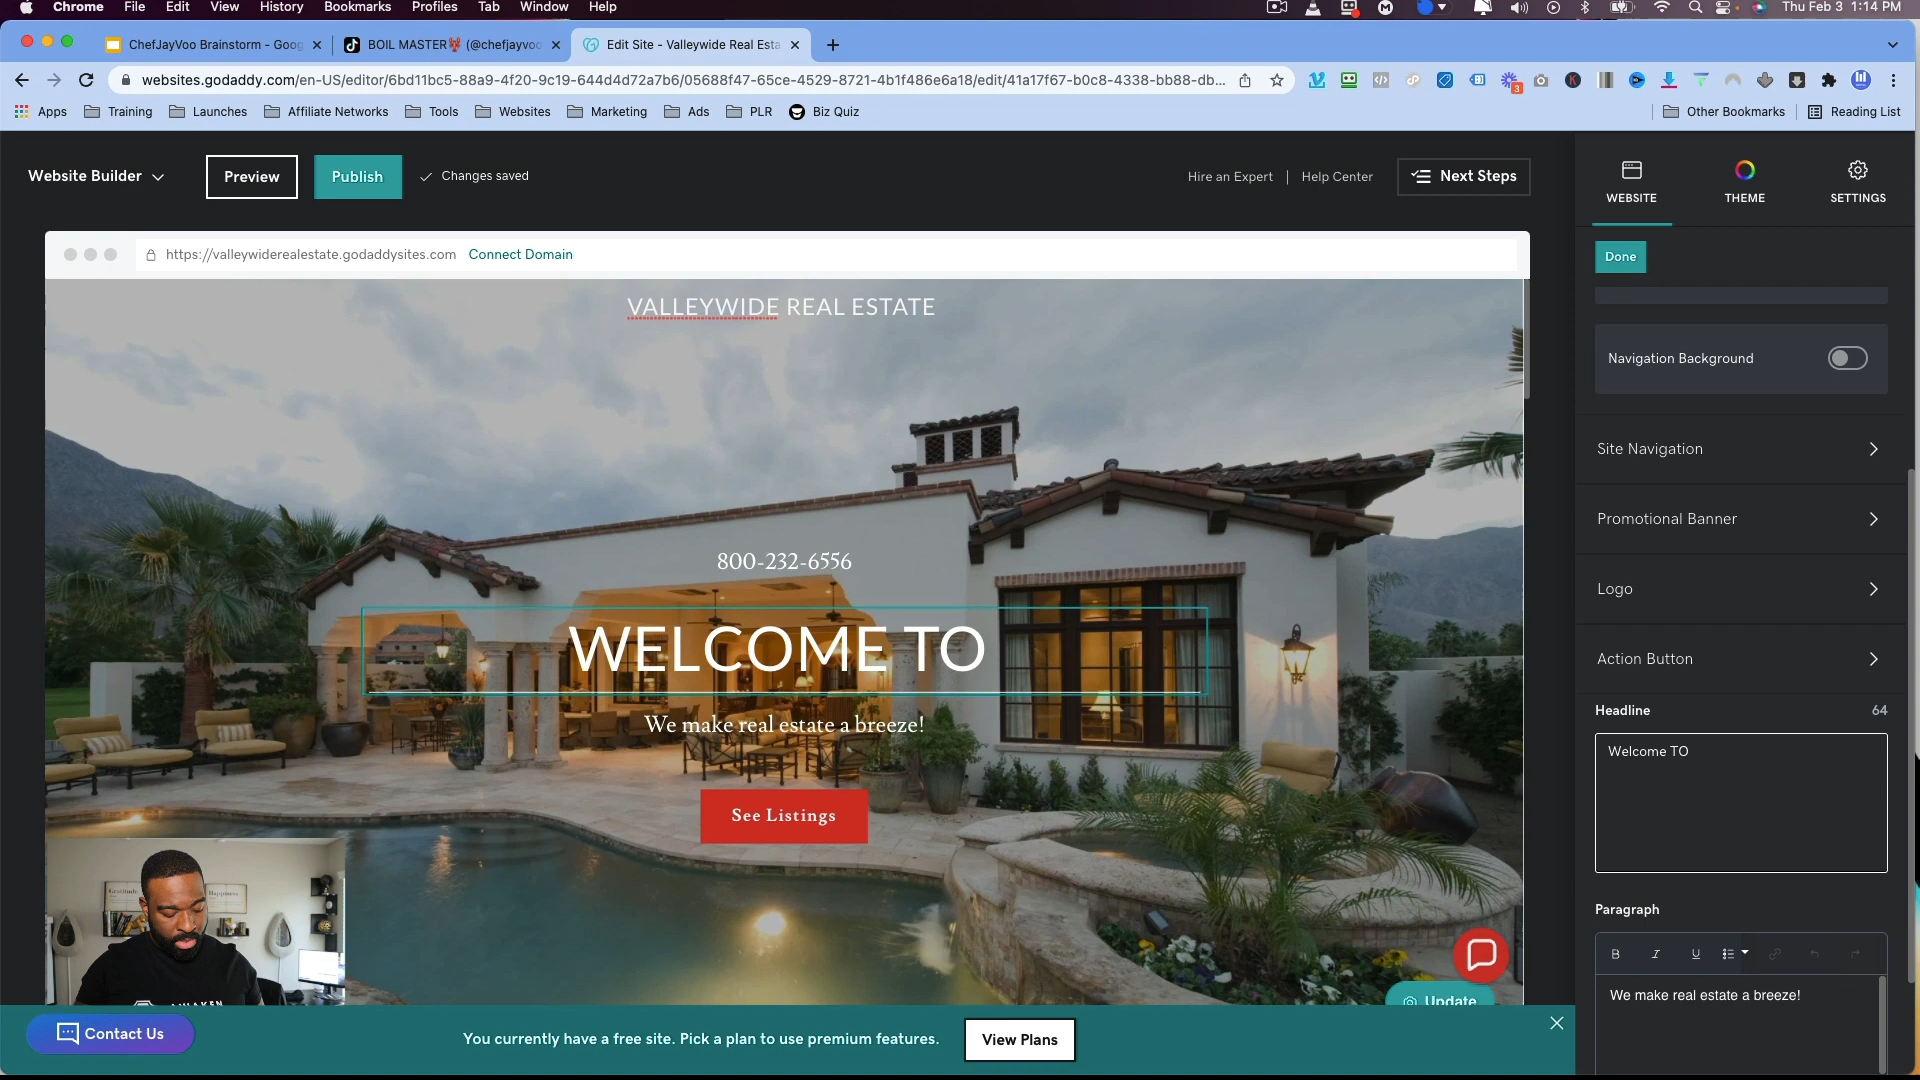 Chrome File Edit View History Bookmarks Profiles Tab Window Help Thu Feb 3 1:14 PM
ChefJayVoo Brainstorm - Goog BOIL MASTER🦞 (@chefjayvoo Edit Site - Valleywide Real Esta
websites.godaddy.com/en-US/editor/6bd11bc5-88a9-4f20-9c19-644d4d72a7b6/05688f47-65ce-4529-8721-4b1f486e6a18/edit/41a17f67-b0c8-4338-bb88-db...
Apps Training Launches Affiliate Networks Tools Websites Marketing Ads PLR Biz Quiz Other Bookmarks Reading List
Website Builder Preview Publish Changes saved Hire an Expert | Help Center Next Steps
WEBSITE THEME SETTINGS
https://valleywiderealestate.godaddysites.com Connect Domain
Done
VALLEYWIDE REAL ESTATE
Navigation Background
Site Navigation
Promotional Banner
800-232-6556
Logo
WELCOME TO
Action Button
We make real estate a breeze!
Headline 64
Welcome TO
See Listings
Paragraph
B I U
We make real estate a breeze!
Gratitude
Happiness
Update
Contact Us
You currently have a free site. Pick a plan to use premium features. View Plans